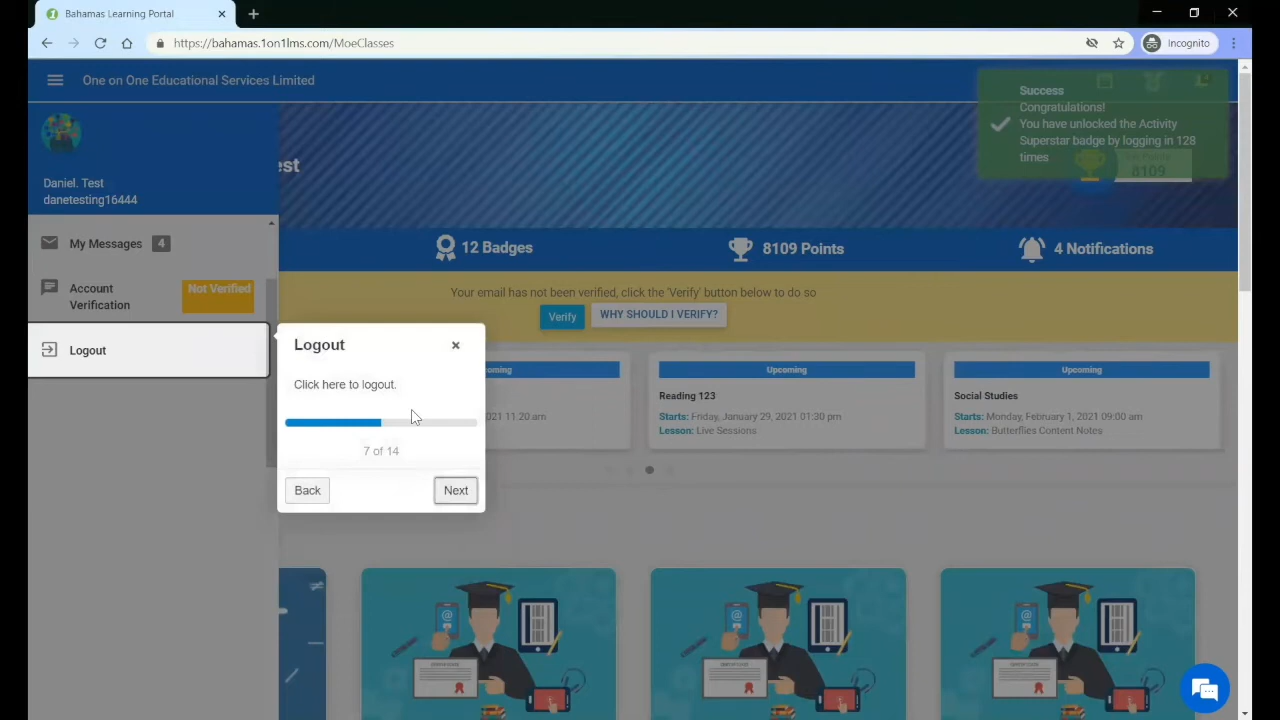 Bahamas Learning Portal
https://bahamas.1on1lms.com/MoeClasses
Incognito
One on One Educational Services Limited
Success
Congratulations!
You have unlocked the Activity
Superstar badge by logging in 128
times
est
8109
Daniel. Test
danetesting16444
My Messages 4
Account
Verification
Not Verified
Logout
12 Badges
8109 Points
4 Notifications
Your email has not been verified, click the 'Verify' button below to do so
Verify
WHY SHOULD I VERIFY?
Logout
Click here to logout.
7 of 14
Back
Next
oming
2021 11:20 am
Upcoming
Reading 123
Starts: Friday, January 29, 2021 01:30 pm
Lesson: Live Sessions
Upcoming
Social Studies
Starts: Monday, February 1, 2021 09:00 am
Lesson: Butterflies Content Notes